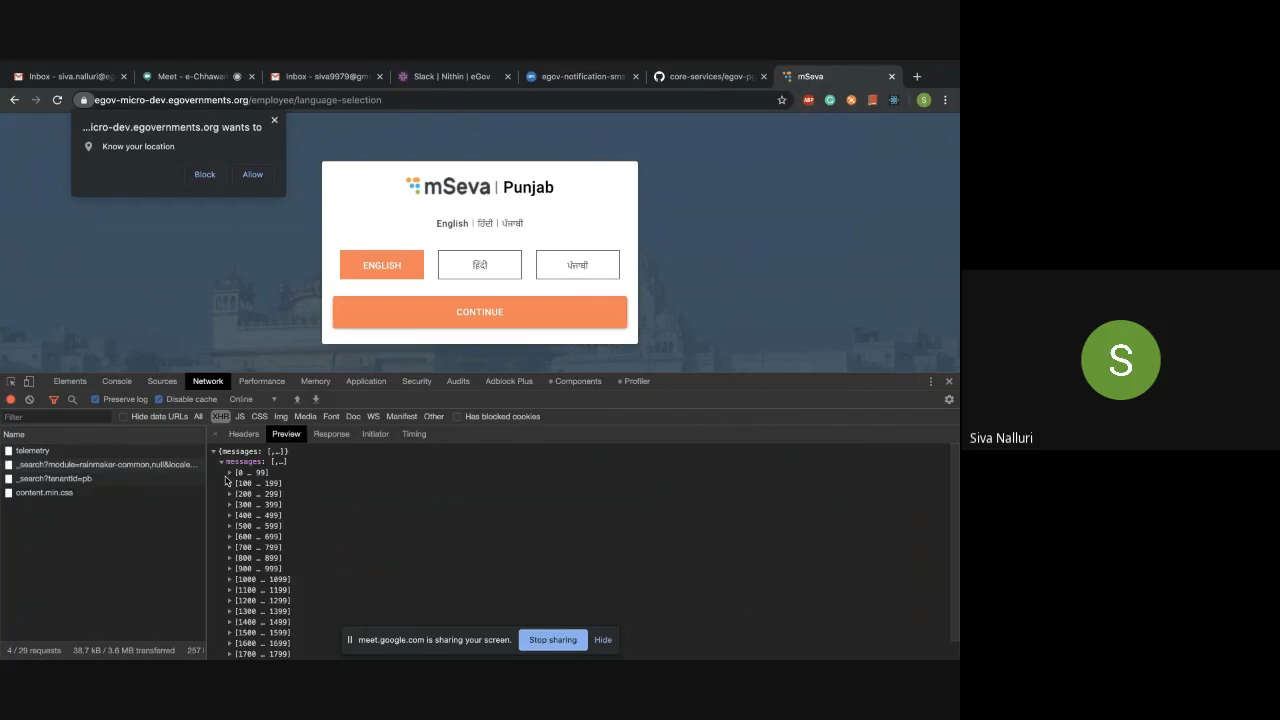 Inbox - siva.nalluri@eg
Meet - e-Chhawa
Inbox - siva9979@gm
Slack | Nithin | eGov
egov-notification-sms
core-services/egov-p
mSeva
egov-micro-dev.egovernments.org/employee/language-selection
S
...icro-dev.egovernments.org wants to
Know your location
Block
Allow
mSeva | Punjab
English | हिंदी | ਪੰਜਾਬੀ
ENGLISH
हिंदी
ਪੰਜਾਬੀ
CONTINUE
Elements
Console
Sources
Network
Performance
Memory
Application
Security
Audits
Adblock Plus
Components
Profiler
Preserve log
Disable cache
Online
Filter
Hide data URLs
All
XHR
JS
CSS
Img
Media
Font
Doc
WS
Manifest
Other
Has blocked cookies
Name
Headers
Preview
Response
Initiator
Timing
telemetry
_search?module=rainmaker-common,null&locale...
_search?tenantId=pb
content.min.css
{messages: [,…]}
messages: [,…]
[0 … 99]
[100 … 199]
[200 … 299]
[300 … 399]
[400 … 499]
[500 … 599]
[600 … 699]
[700 … 799]
[800 … 899]
[900 … 999]
[1000 … 1099]
[1100 … 1199]
[1200 … 1299]
[1300 … 1399]
[1400 … 1499]
[1500 … 1599]
[1600 … 1699]
[1700 … 1799]
4 / 29 requests
38.7 kB / 3.6 MB transferred
257
meet.google.com is sharing your screen.
Stop sharing
Hide
S
Siva Nalluri